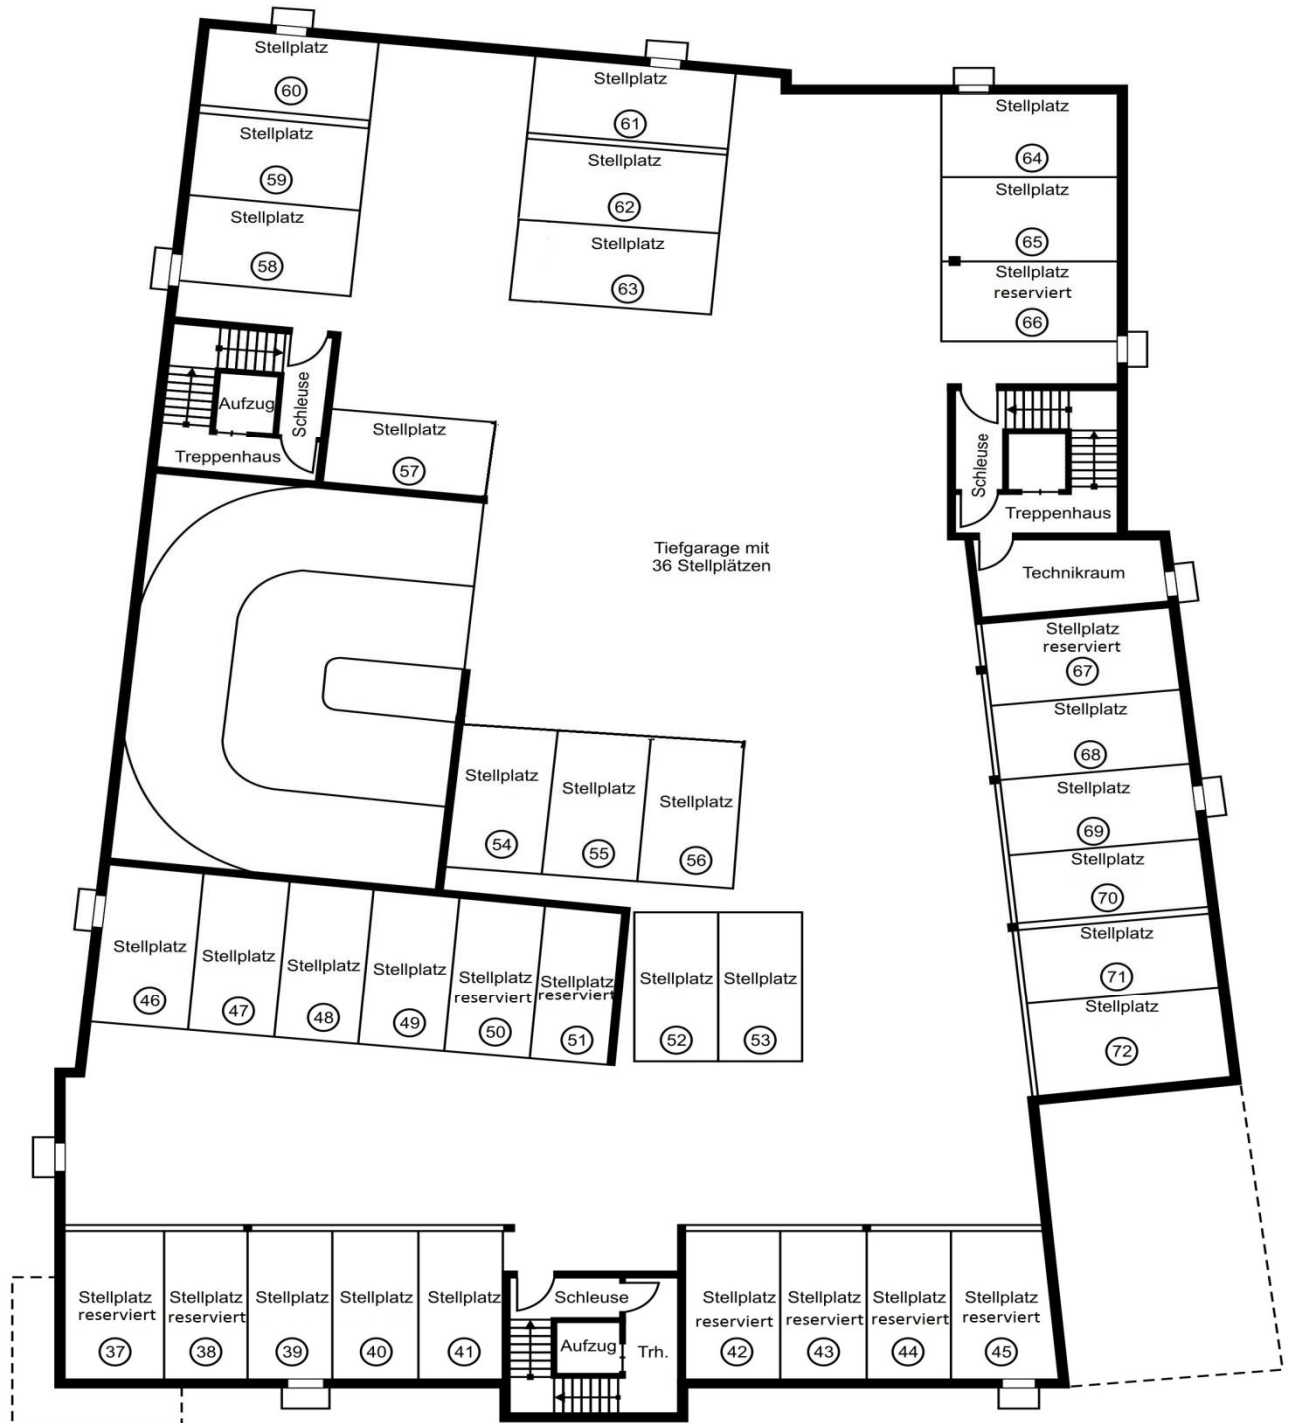 Stellplatz
60
Stellplatz
59
Stellplatz
58
Stellplatz
61
Stellplatz
62
Stellplatz
63
Stellplatz
64
Stellplatz
65
Stellplatz
reserviert
66
Aufzug
Schleuse
Treppenhaus
Stellplatz
57
Schleuse
Treppenhaus
Tiefgarage mit
36 Stellplätzen
Technikraum
Stellplatz
reserviert
67
Stellplatz
68
Stellplatz
69
Stellplatz
70
Stellplatz
71
Stellplatz
72
Stellplatz
54
Stellplatz
55
Stellplatz
56
Stellplatz
46
Stellplatz
47
Stellplatz
48
Stellplatz
49
Stellplatz
reserviert
50
Stellplatz
reserviert
51
Stellplatz
52
Stellplatz
53
Stellplatz
reserviert
37
Stellplatz
reserviert
38
Stellplatz
39
Stellplatz
40
Stellplatz
41
Schleuse
Aufzug
Trh.
Stellplatz
reserviert
42
Stellplatz
reserviert
43
Stellplatz
reserviert
44
Stellplatz
reserviert
45